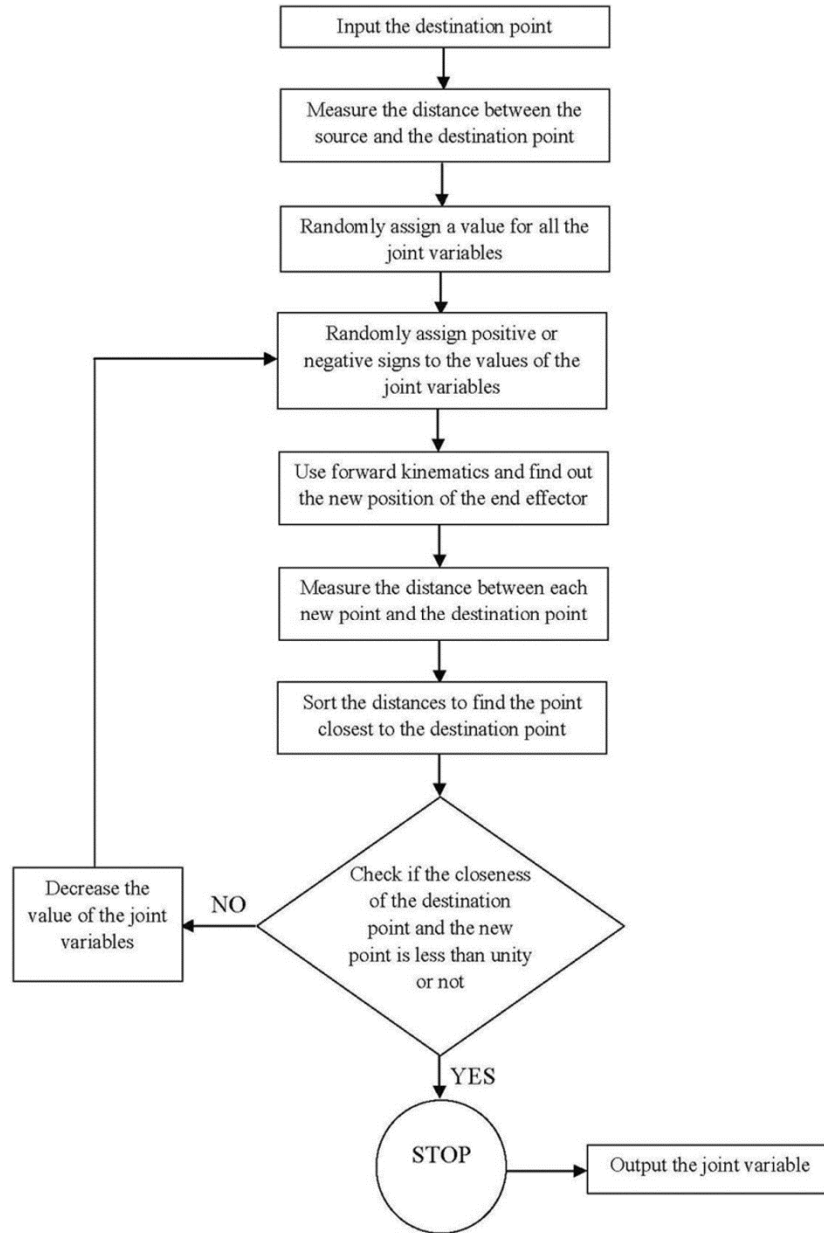 Input the destination point
Measure the distance between the
source and the destination point
Randomly assign a value for all the
joint variables
Randomly assign positive or
negative signs to the values of the
joint variables
Use forward kinematics and find out
the new position of the end effector
Measure the distance between each
new point and the destination point
Sort the distances to find the point
closest to the destination point
Check if the closeness
of the destination
point and the new
point is less than unity
or not
NO
Decrease the
value of the joint
variables
YES
STOP
Output the joint variable